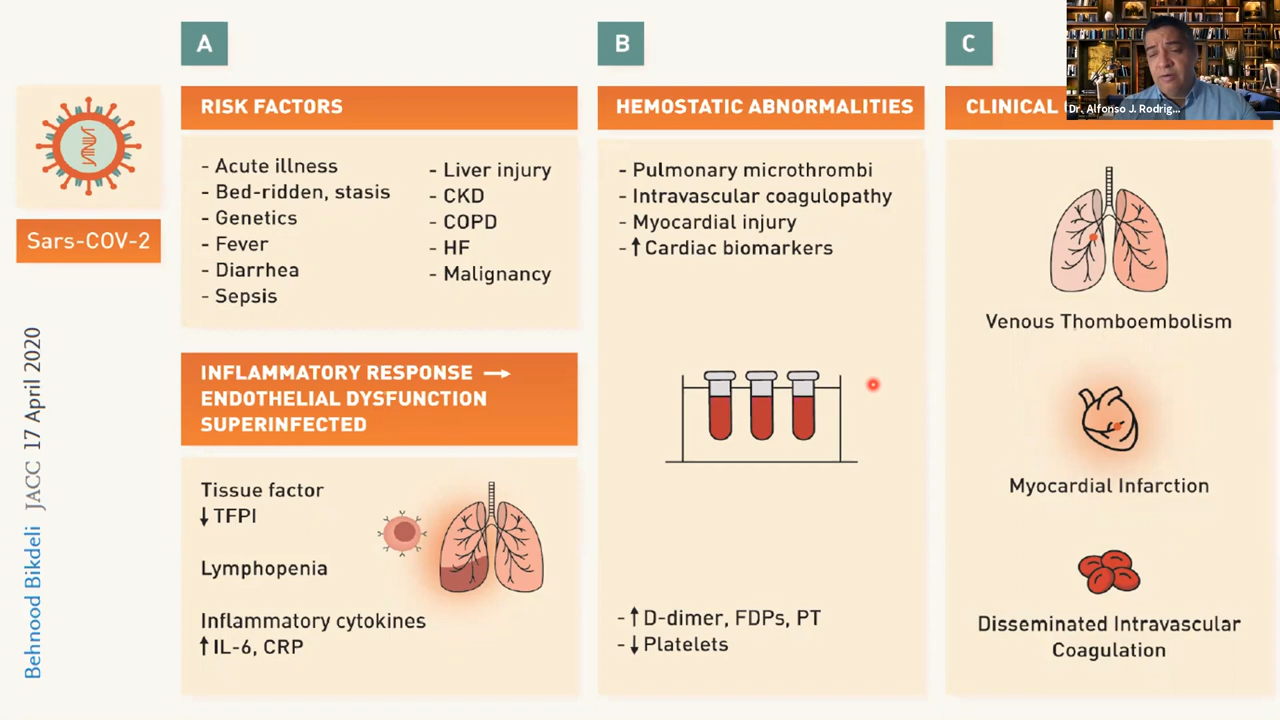 A
B
C
RISK FACTORS
HEMOSTATIC ABNORMALITIES
CLINICAL
Dr. Alfonso J. Rodrig...
- Acute illness
- Bed-ridden, stasis
- Genetics
- Fever
- Diarrhea
- Sepsis
- Liver injury
- CKD
- COPD
- HF
- Malignancy
Sars-COV-2
INFLAMMATORY RESPONSE →
ENDOTHELIAL DYSFUNCTION
SUPERINFECTED
Tissue factor
↓ TFPI
Lymphopenia
Inflammatory cytokines
↑ IL-6, CRP
- Pulmonary microthrombi
- Intravascular coagulopathy
- Myocardial injury
- ↑ Cardiac biomarkers
- ↑ D-dimer, FDPs, PT
- ↓ Platelets
Venous Thromboembolism
Myocardial Infarction
Disseminated Intravascular
Coagulation
Behnood Bikdeli JACC 17 April 2020